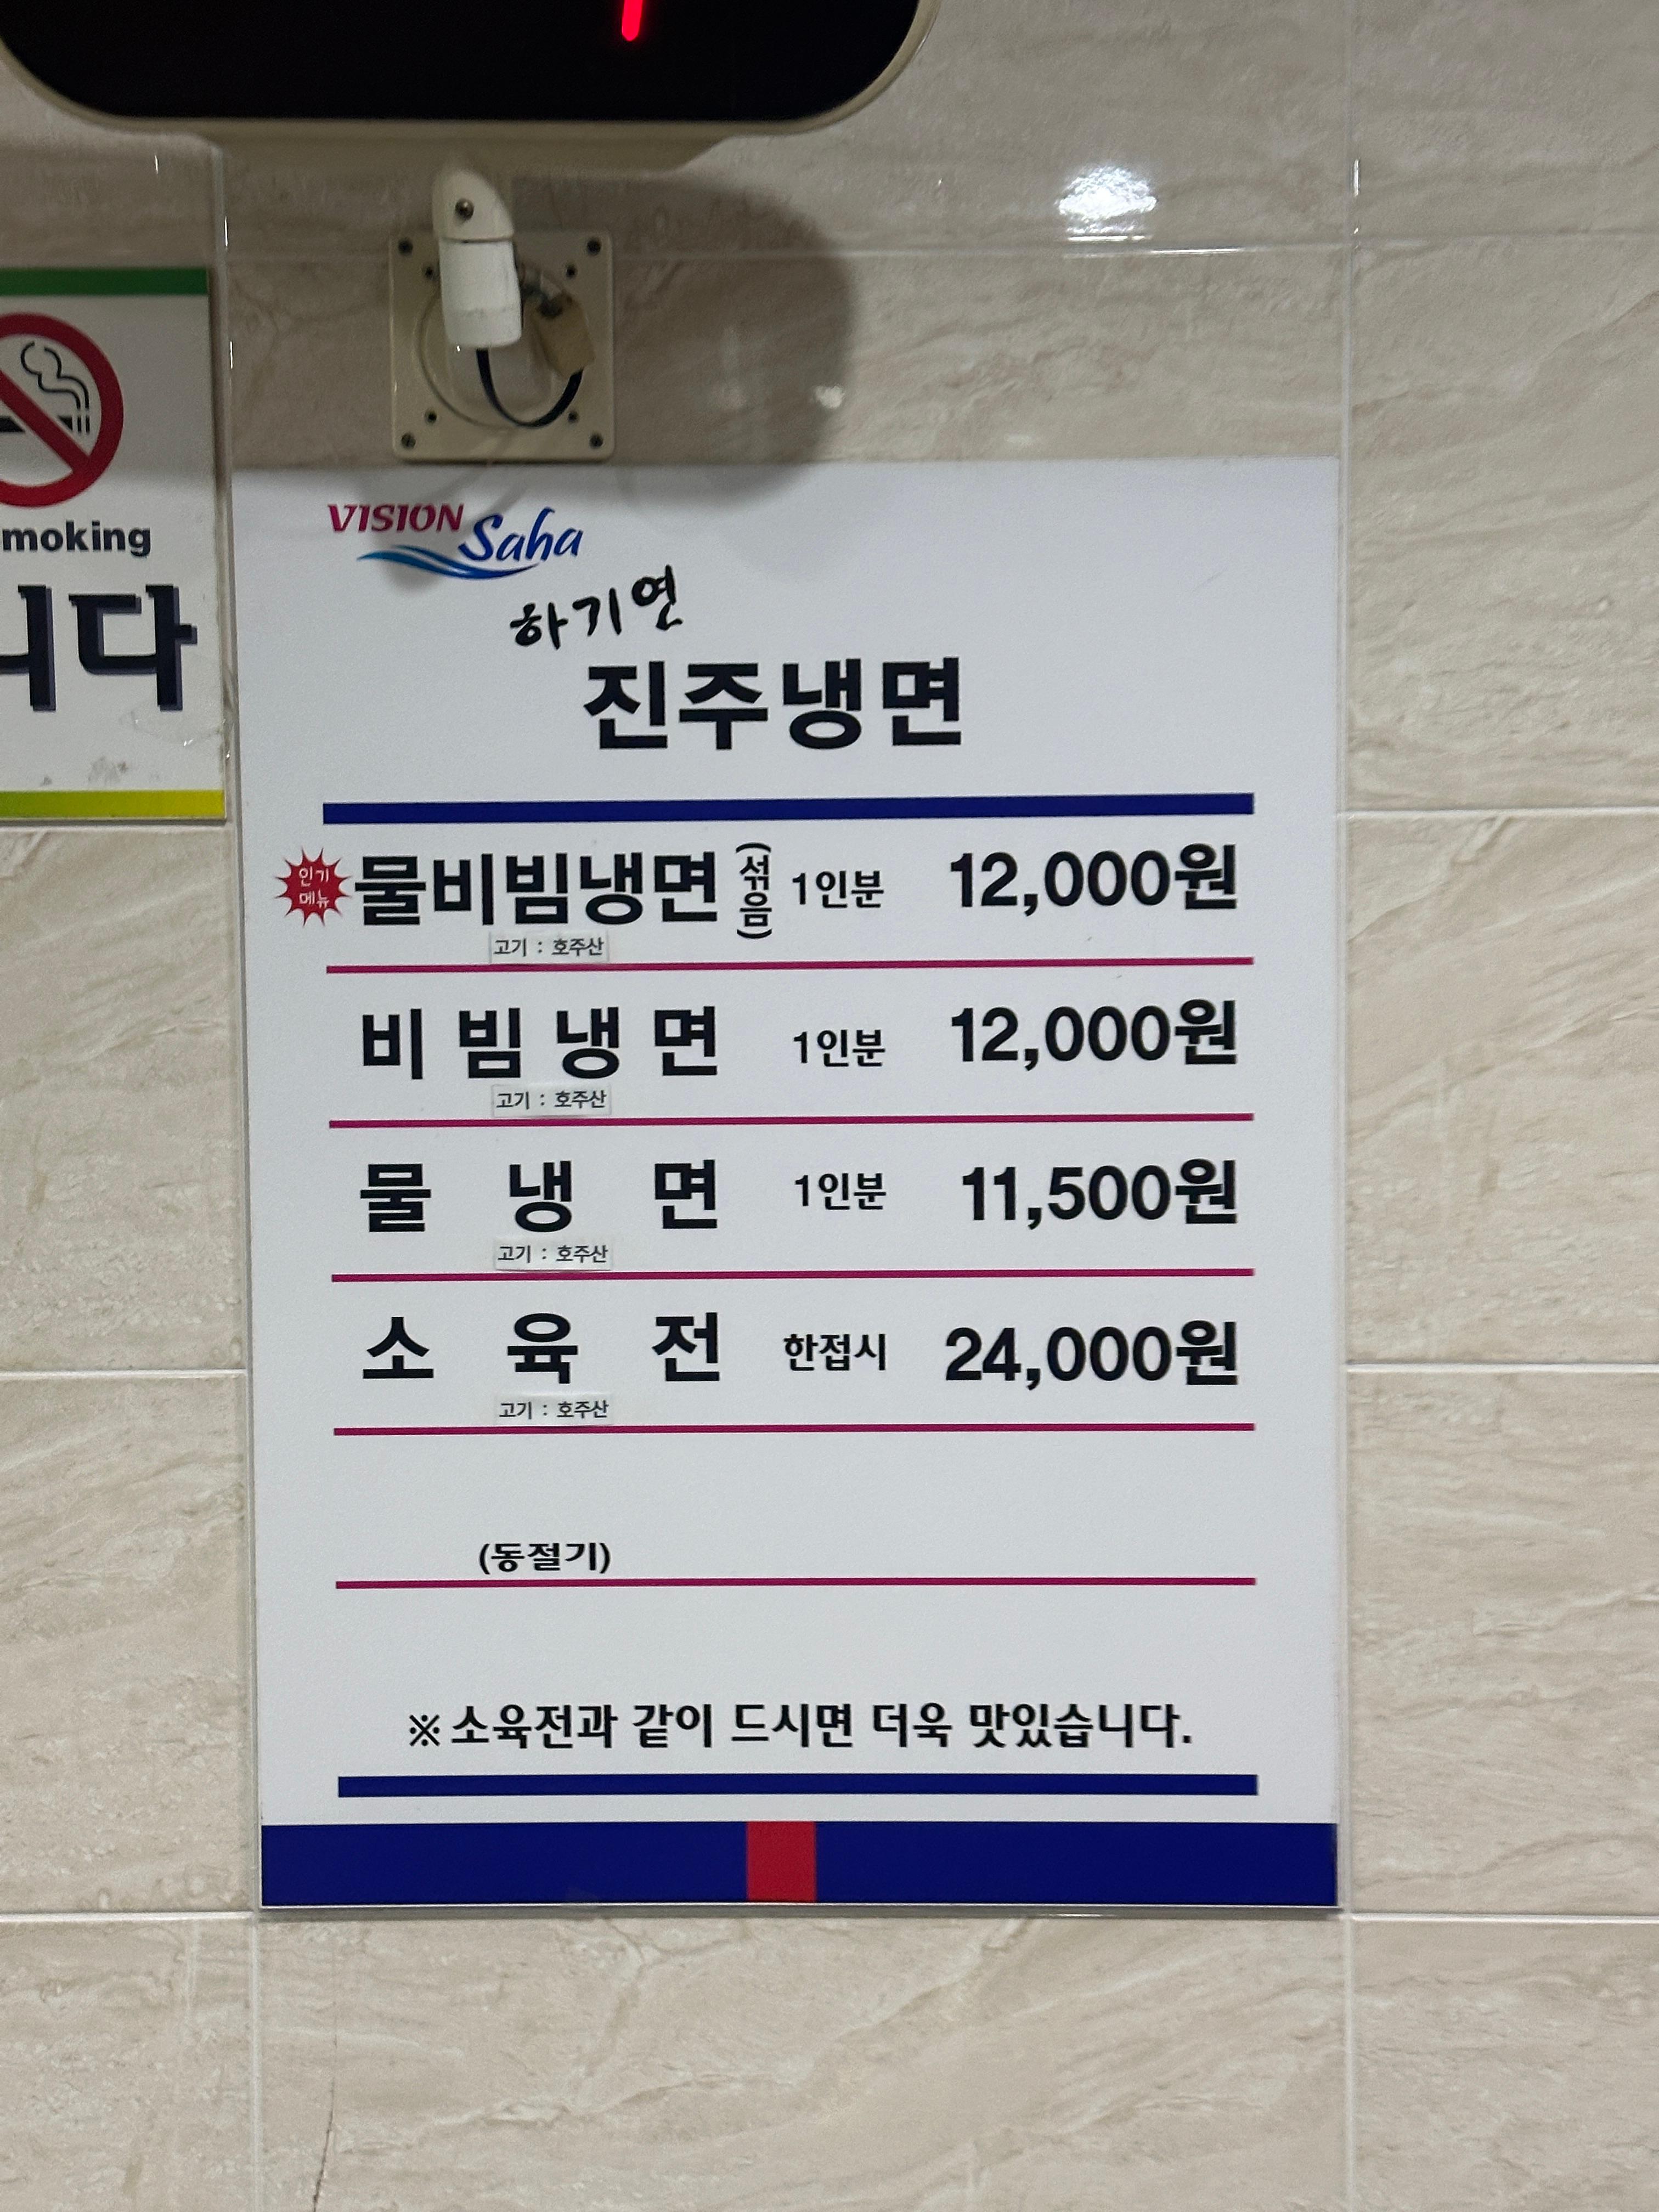 VISION Saha
하기연
진주냉면
인기
메뉴
물비빔냉면 (섞음) 1인분 12,000원
고기 : 호주산
비빔냉면 1인분 12,000원
고기 : 호주산
물냉면 1인분 11,500원
고기 : 호주산
소육전 한접시 24,000원
고기 : 호주산
(동절기)
※소육전과 같이 드시면 더욱 맛있습니다.
moking
니다